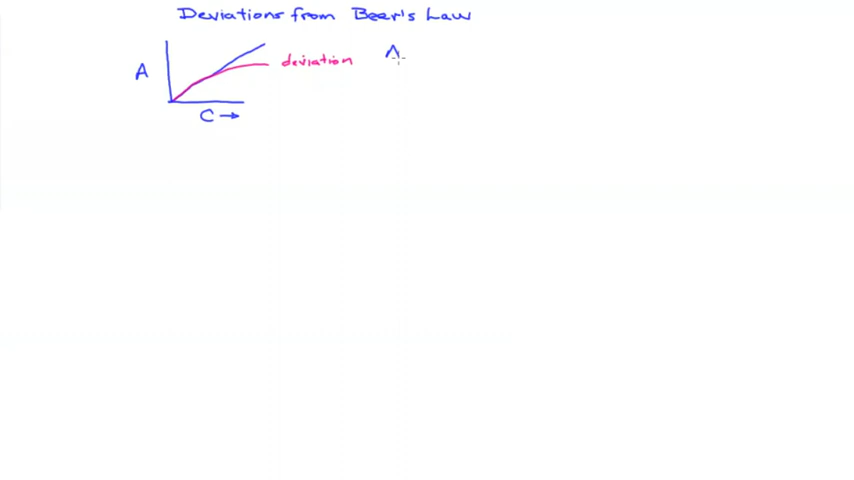 Deviations from Beer's Law
A
deviation
A
C →